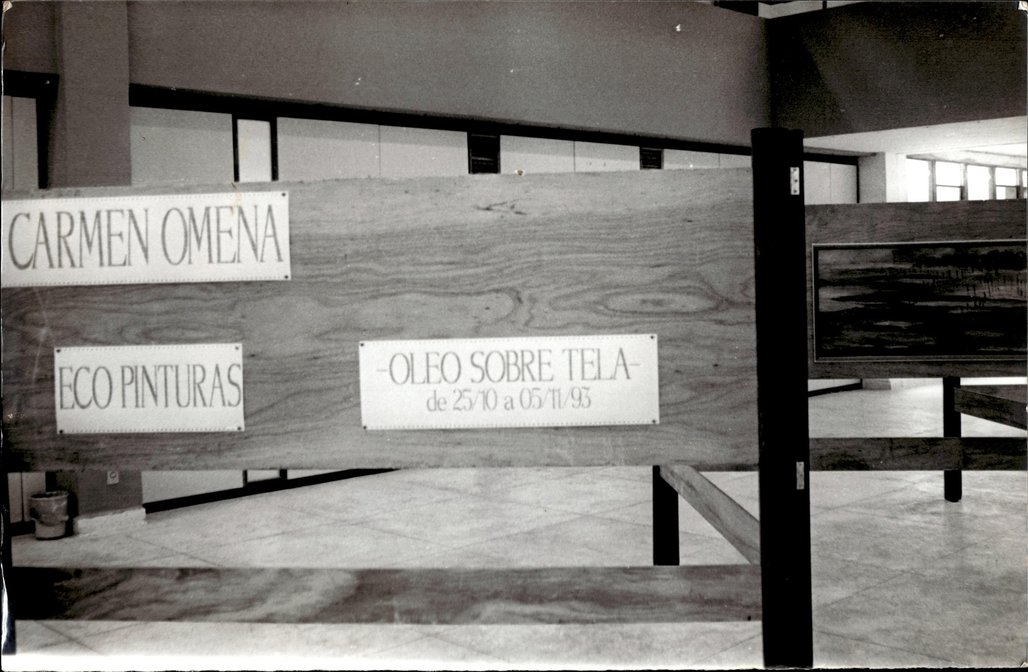 CARMEN OMENA
ECO PINTURAS
-OLEO SOBRE TELA-
de 25/10 a 05/11/93